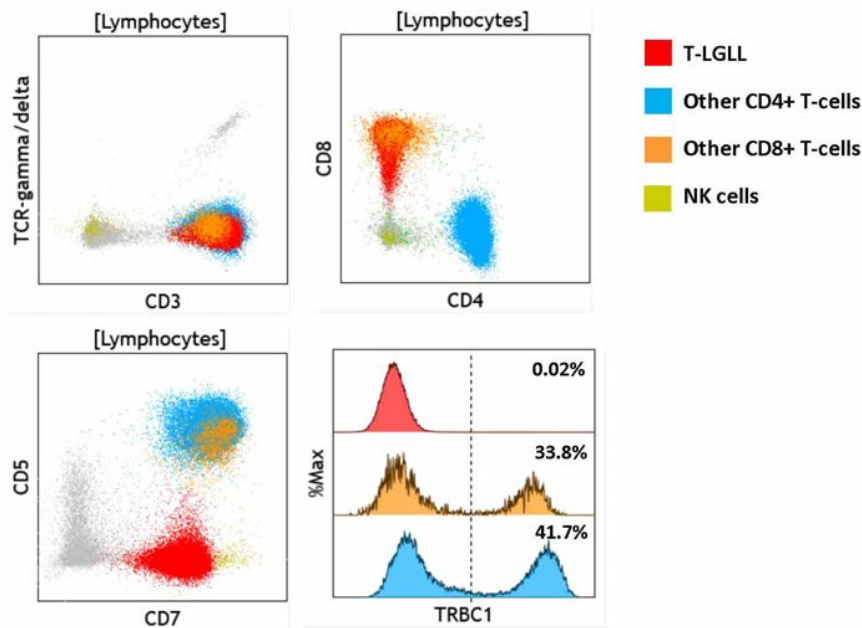 [Lymphocytes]
TCR-gamma/delta
CD3
[Lymphocytes]
CD8
CD4
T-LGLL
Other CD4+ T-cells
Other CD8+ T-cells
NK cells
[Lymphocytes]
CD5
CD7
%Max
0.02%
33.8%
41.7%
TRBC1